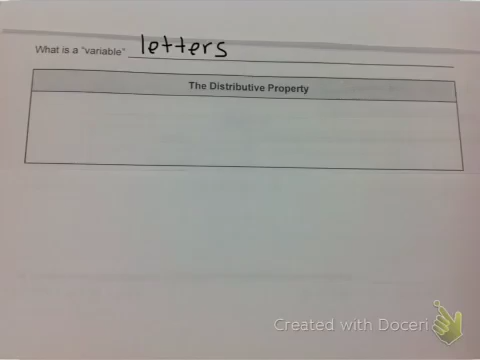 What is a "variable" letters
The Distributive Property
Created with Doceri